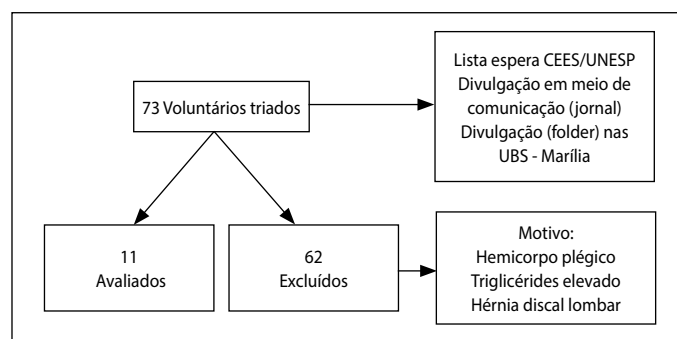 Lista espera CEES/UNESP
Divulgação em meio de
comunicação (jornal)
Divulgação (folder) nas
UBS - Marília
73 Voluntários triados
11
Avaliados
62
Excluídos
Motivo:
Hemicorpo plégico
Triglicérides elevado
Hérnia discal lombar